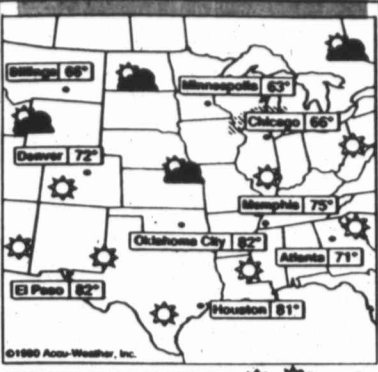 Billings 66°
Minneapolis 63°
Chicago 66°
Denver 72°
Memphis 75°
Oklahoma City 82°
Atlanta 71°
El Paso 82°
Houston 81°
©1980 Accu-Weather, Inc.